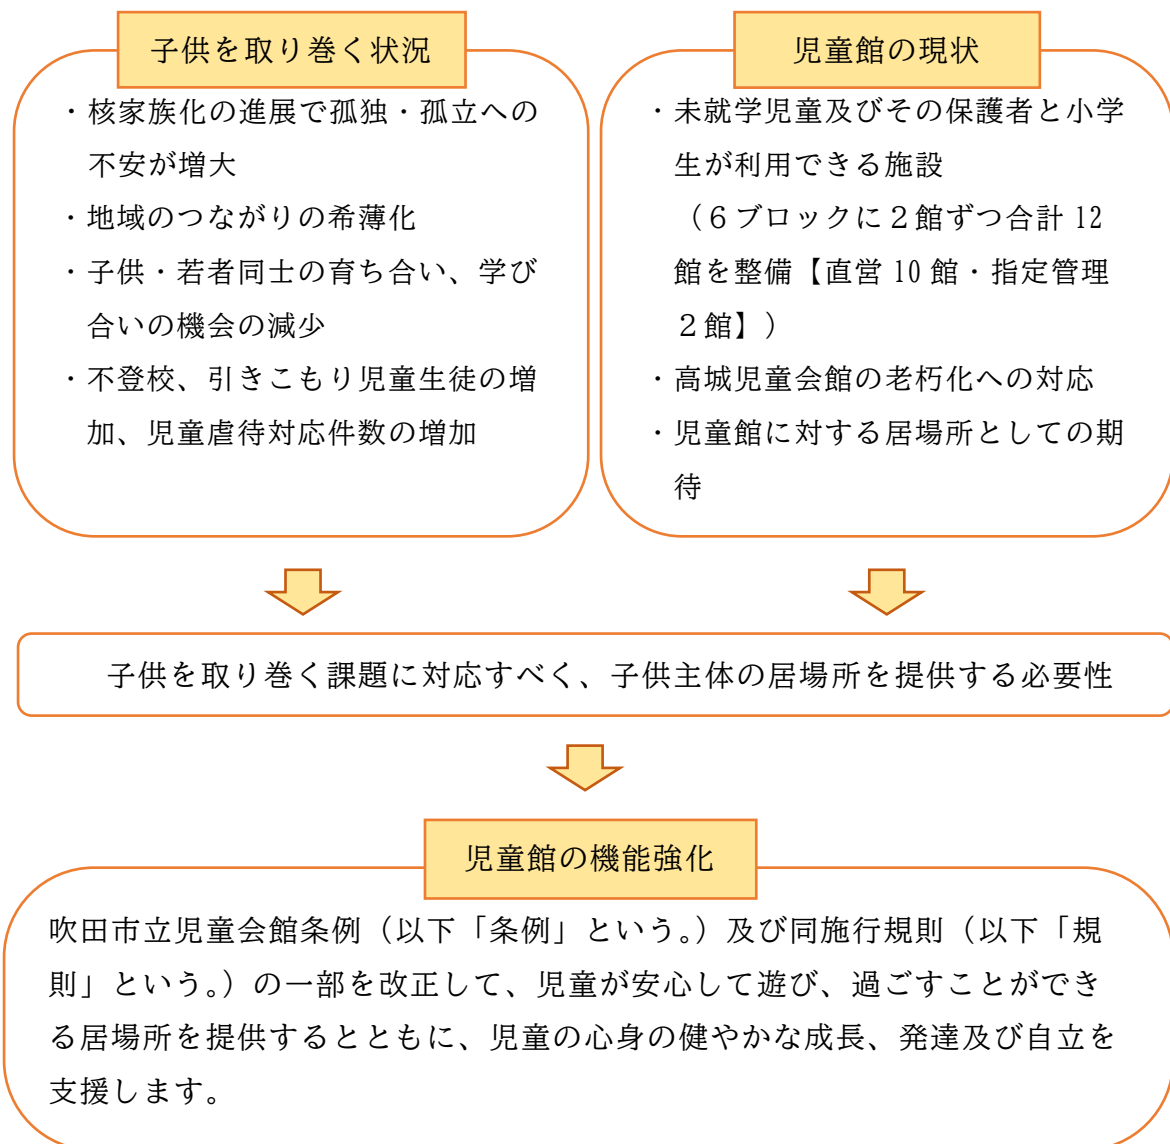 子供を取り巻く状況
・核家族化の進展で孤独・孤立への
不安が増大
・地域のつながりの希薄化
・子供・若者同士の育ち合い、学び
合いの機会の減少
・不登校、引きこもり児童生徒の増
加、児童虐待対応件数の増加
児童館の現状
・未就学児童及びその保護者と小学
生が利用できる施設
（６ブロックに２館ずつ合計 12
館を整備【直営 10 館・指定管理
２館】）
・高城児童会館の老朽化への対応
・児童館に対する居場所としての期
待
子供を取り巻く課題に対応すべく、子供主体の居場所を提供する必要性
児童館の機能強化
吹田市立児童会館条例（以下「条例」という。）及び同施行規則（以下「規
則」という。）の一部を改正して、児童が安心して遊び、過ごすことができ
る居場所を提供するとともに、児童の心身の健やかな成長、発達及び自立を
支援します。